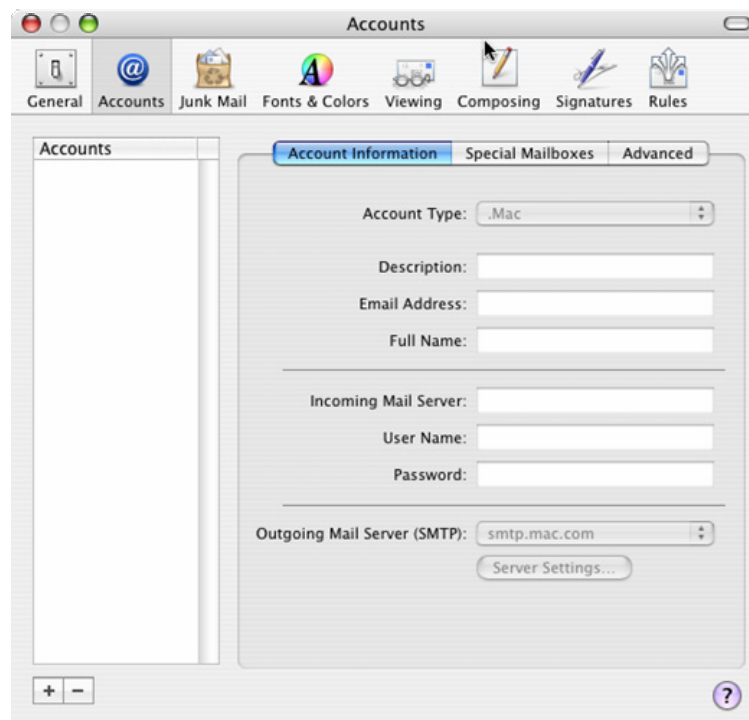 Accounts
General Accounts Junk Mail Fonts & Colors Viewing Composing Signatures Rules
Accounts
Account Information Special Mailboxes Advanced
Account Type: .Mac
Description:
Email Address:
Full Name:
Incoming Mail Server:
User Name:
Password:
Outgoing Mail Server (SMTP): smtp.mac.com
Server Settings...
+ −
?